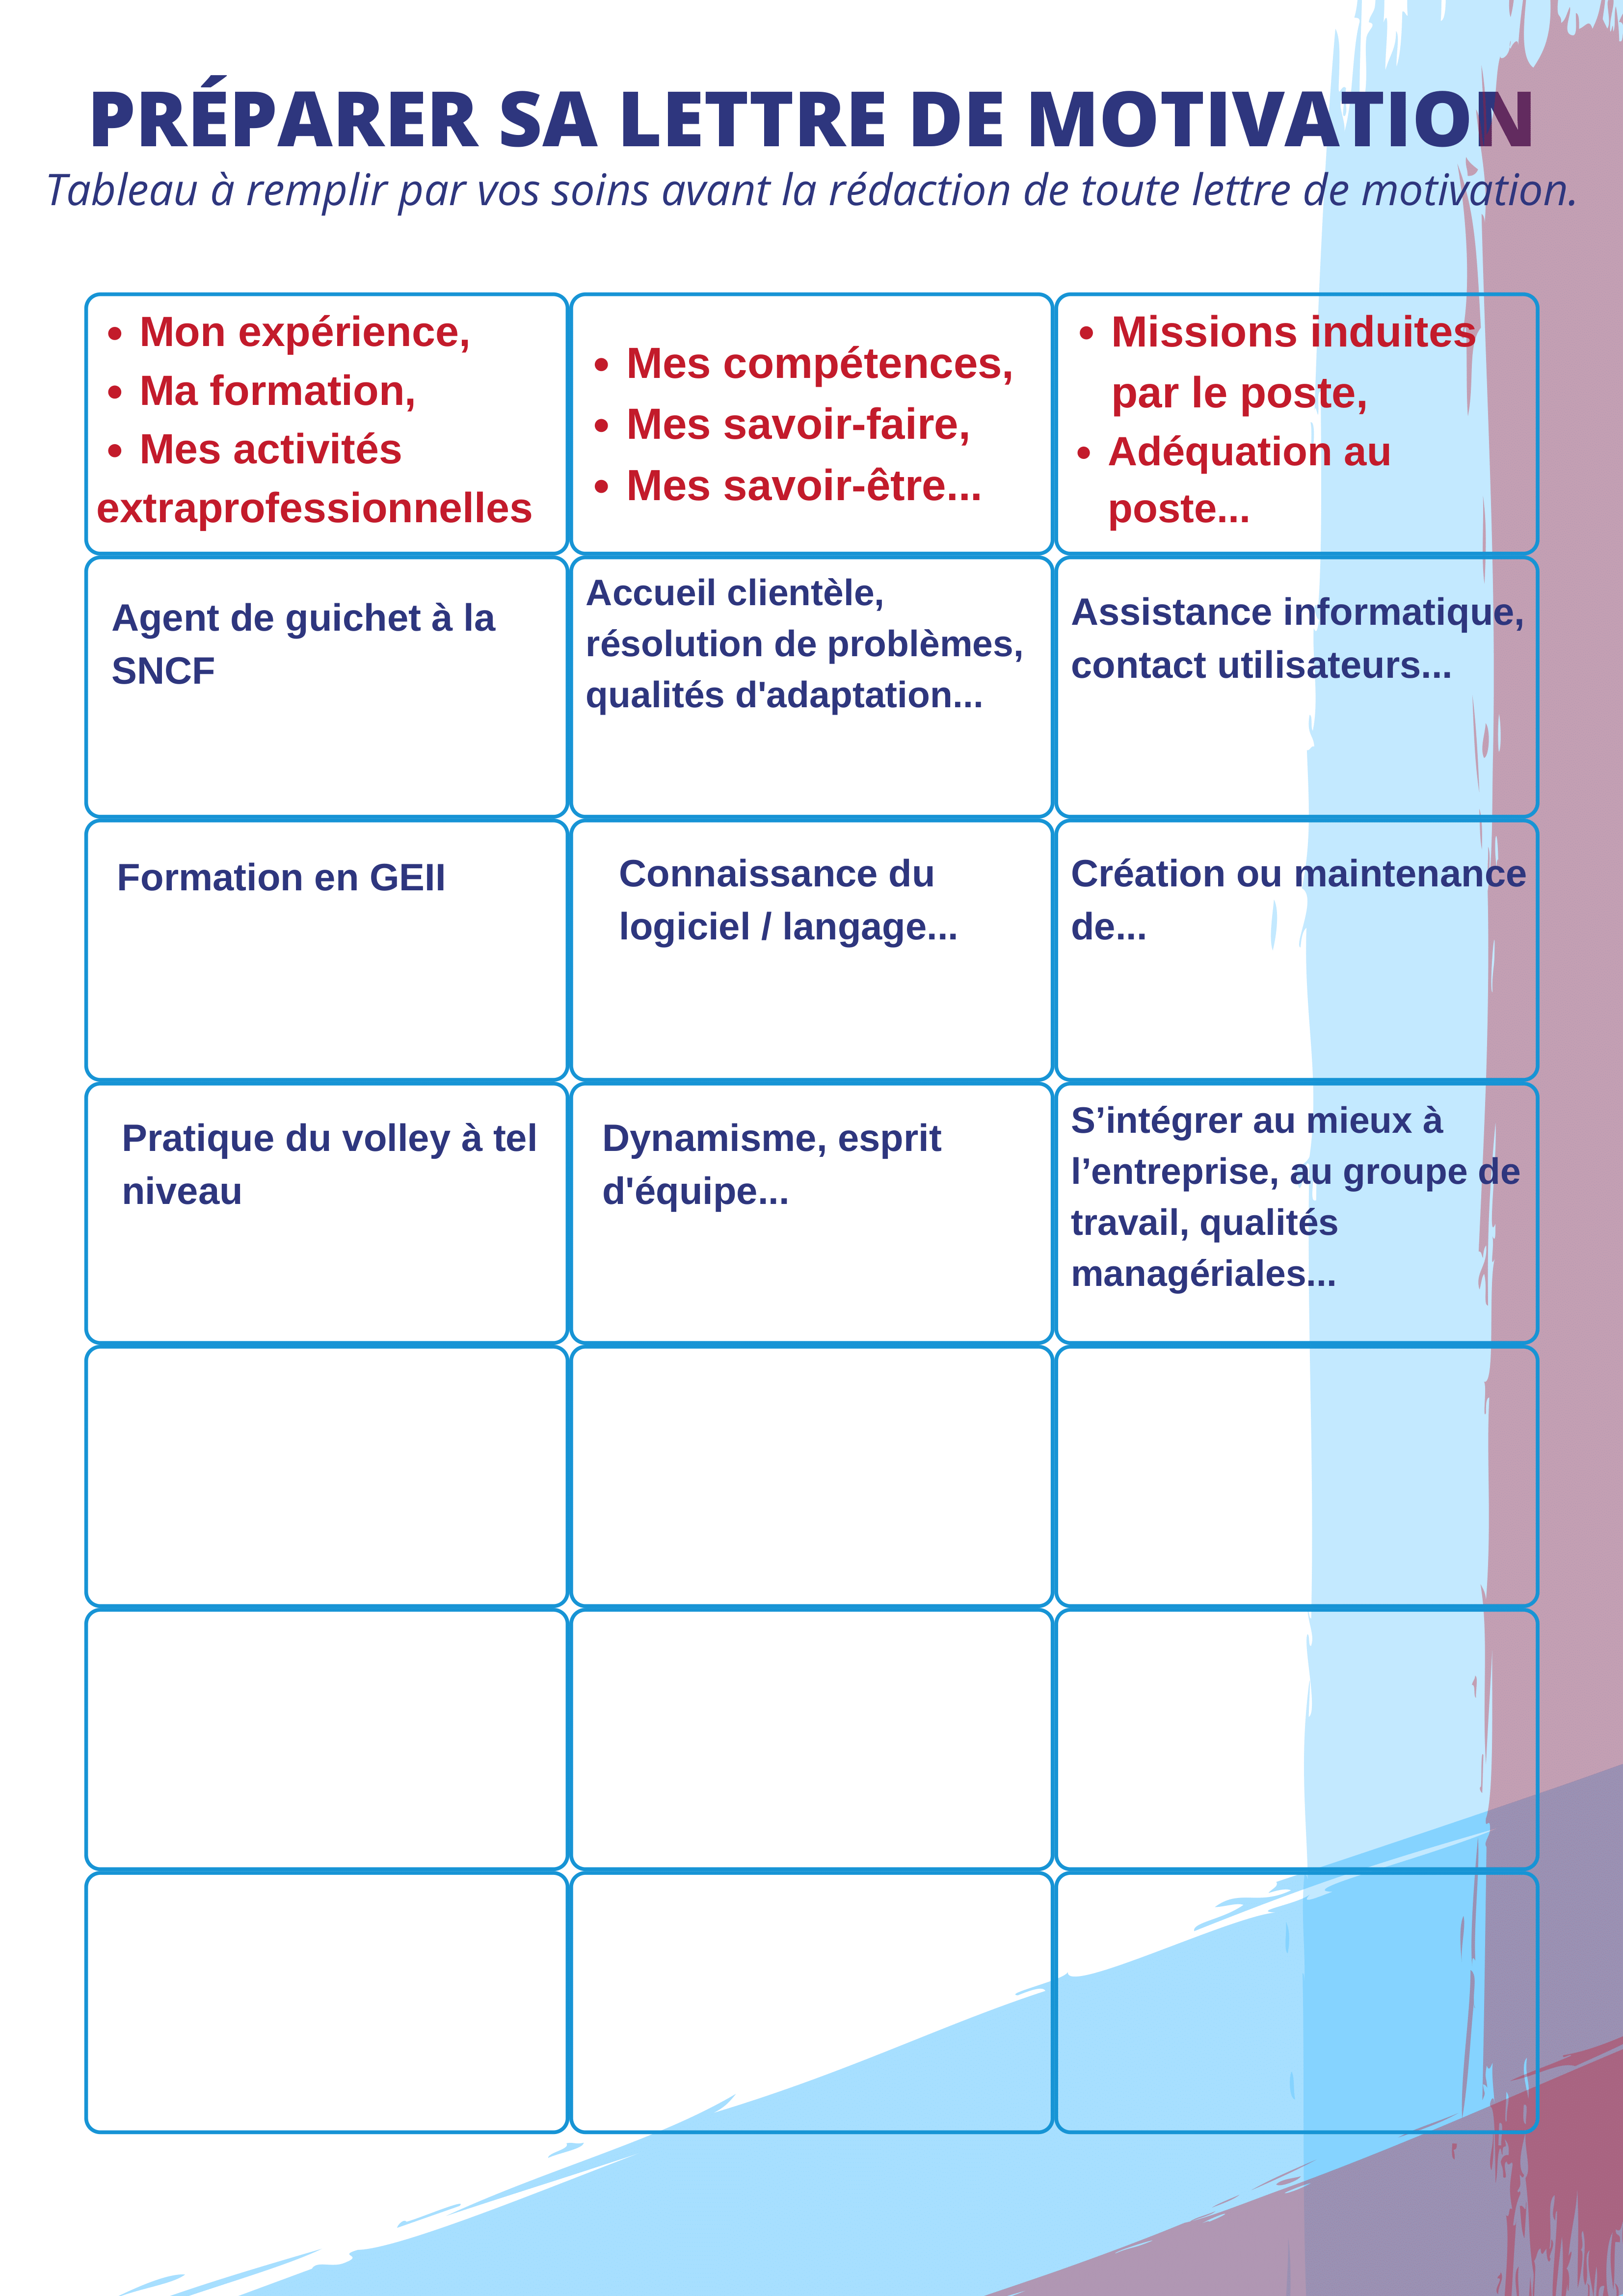 PRÉPARER SA LETTRE DE MOTIVATION
Tableau à remplir par vos soins avant la rédaction de toute lettre de motivation.
• Mon expérience,
• Ma formation,
• Mes activités
extraprofessionnelles
• Mes compétences,
• Mes savoir-faire,
• Mes savoir-être...
• Missions induites
par le poste,
• Adéquation au
poste...
Agent de guichet à la
SNCF
Accueil clientèle,
résolution de problèmes,
qualités d'adaptation...
Assistance informatique,
contact utilisateurs...
Formation en GEII
Connaissance du
logiciel / langage...
Création ou maintenance
de...
Pratique du volley à tel
niveau
Dynamisme, esprit
d'équipe...
S’intégrer au mieux à
l’entreprise, au groupe de
travail, qualités
managériales...